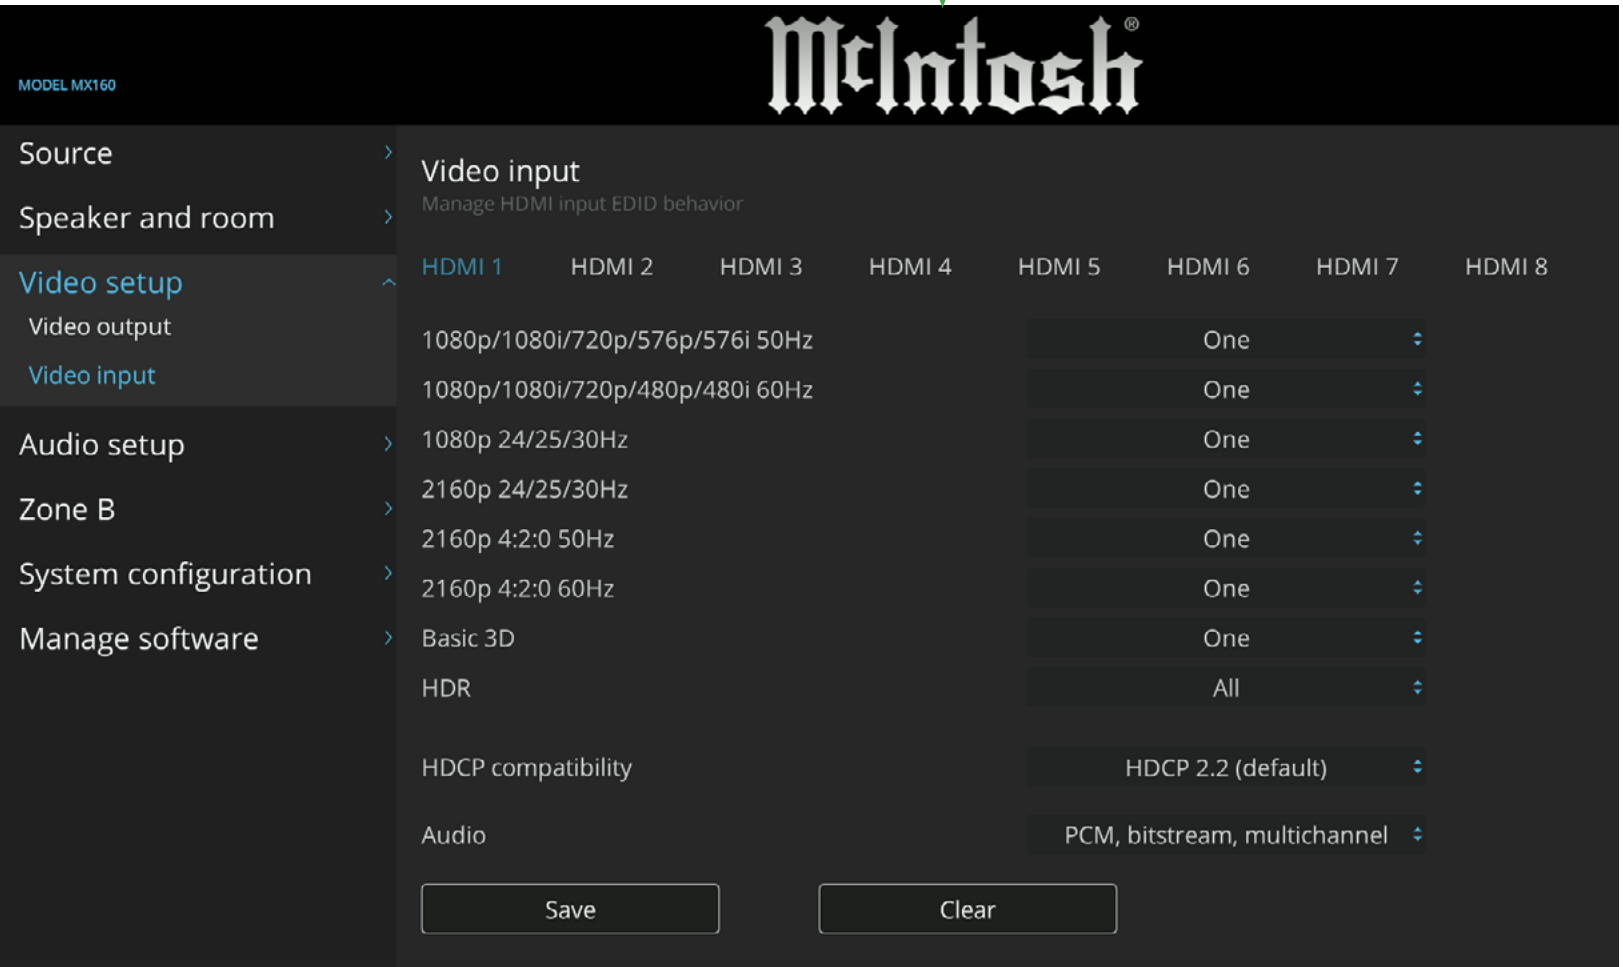 McIntosh®
MODEL MX160
Source
Speaker and room
Video setup
Video output
Video input
Audio setup
Zone B
System configuration
Manage software
Video input
Manage HDMI input EDID behavior
HDMI 1 HDMI 2 HDMI 3 HDMI 4 HDMI 5 HDMI 6 HDMI 7 HDMI 8
1080p/1080i/720p/576p/576i 50Hz One
1080p/1080i/720p/480p/480i 60Hz One
1080p 24/25/30Hz One
2160p 24/25/30Hz One
2160p 4:2:0 50Hz One
2160p 4:2:0 60Hz One
Basic 3D One
HDR All
HDCP compatibility HDCP 2.2 (default)
Audio PCM, bitstream, multichannel
Save Clear